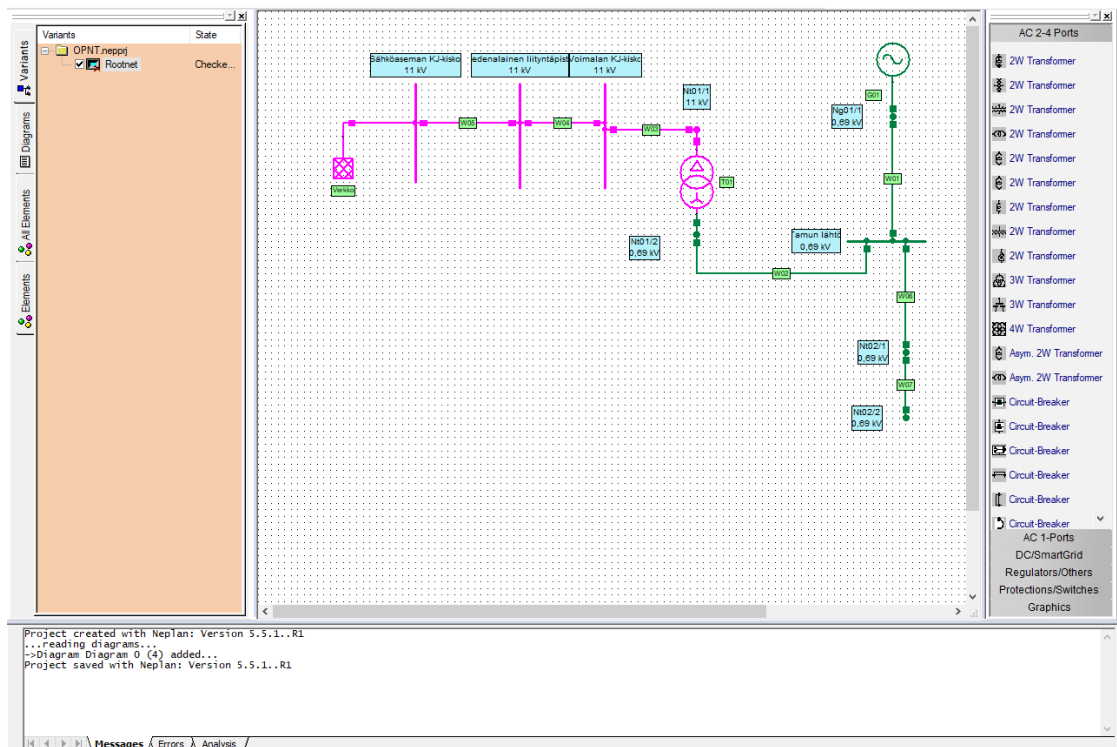 Variants
Diagrams
All Elements
Elements
Variants State
OPNT.nepprj
Rootnet Checke...
Sähköaseman KJ-kisko
11 kV
edenalainen liityntäpist
11 kV
Voimalan KJ-kisko
11 kV
W05
W04
W03
Verkko
Nt01/1
11 kV
T01
Nt01/2
0,69 kV
W02
G01
Ng01/1
0,69 kV
W01
amun lähtö
0,69 kV
W06
Nt02/1
0,69 kV
W07
Nt02/2
0,69 kV
AC 2-4 Ports
2W Transformer
2W Transformer
2W Transformer
2W Transformer
2W Transformer
2W Transformer
2W Transformer
2W Transformer
2W Transformer
3W Transformer
3W Transformer
4W Transformer
Asym. 2W Transformer
Asym. 2W Transformer
Circuit-Breaker
Circuit-Breaker
Circuit-Breaker
Circuit-Breaker
Circuit-Breaker
Circuit-Breaker
AC 1-Ports
DC/SmartGrid
Regulators/Others
Protections/Switches
Graphics
Project created with Neplan: Version 5.5.1..R1
...reading diagrams...
->Diagram Diagram 0 (4) added...
Project saved with Neplan: Version 5.5.1..R1
Messages Errors Analysis